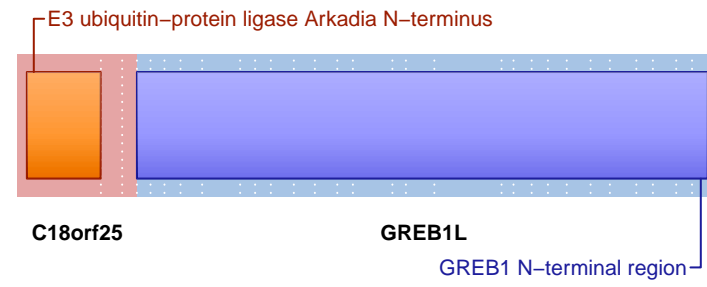 E3 ubiquitin−protein ligase Arkadia N−terminus
C18orf25 GREB1L
GREB1 N−terminal region